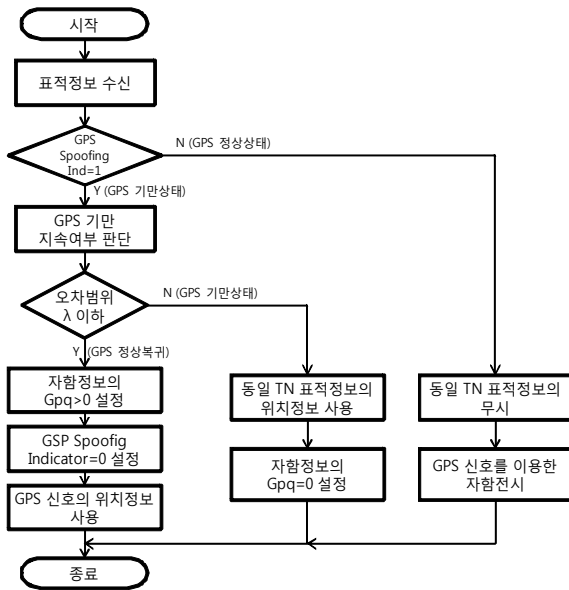 시작
표적정보 수신
GPS
Spoofing
Ind=1
N (GPS 정상상태)
Y (GPS 기만상태)
GPS 기만
지속여부 판단
오차범위
λ 이하
N (GPS 기만상태)
Y (GPS 정상복귀)
자함정보의
Gpq>0 설정
동일 TN 표적정보의
위치정보 사용
동일 TN 표적정보의
무시
GSP Spoofig
Indicator=0 설정
자함정보의
Gpq=0 설정
GPS 신호를 이용한
자함전시
GPS 신호의 위치정보
사용
종료